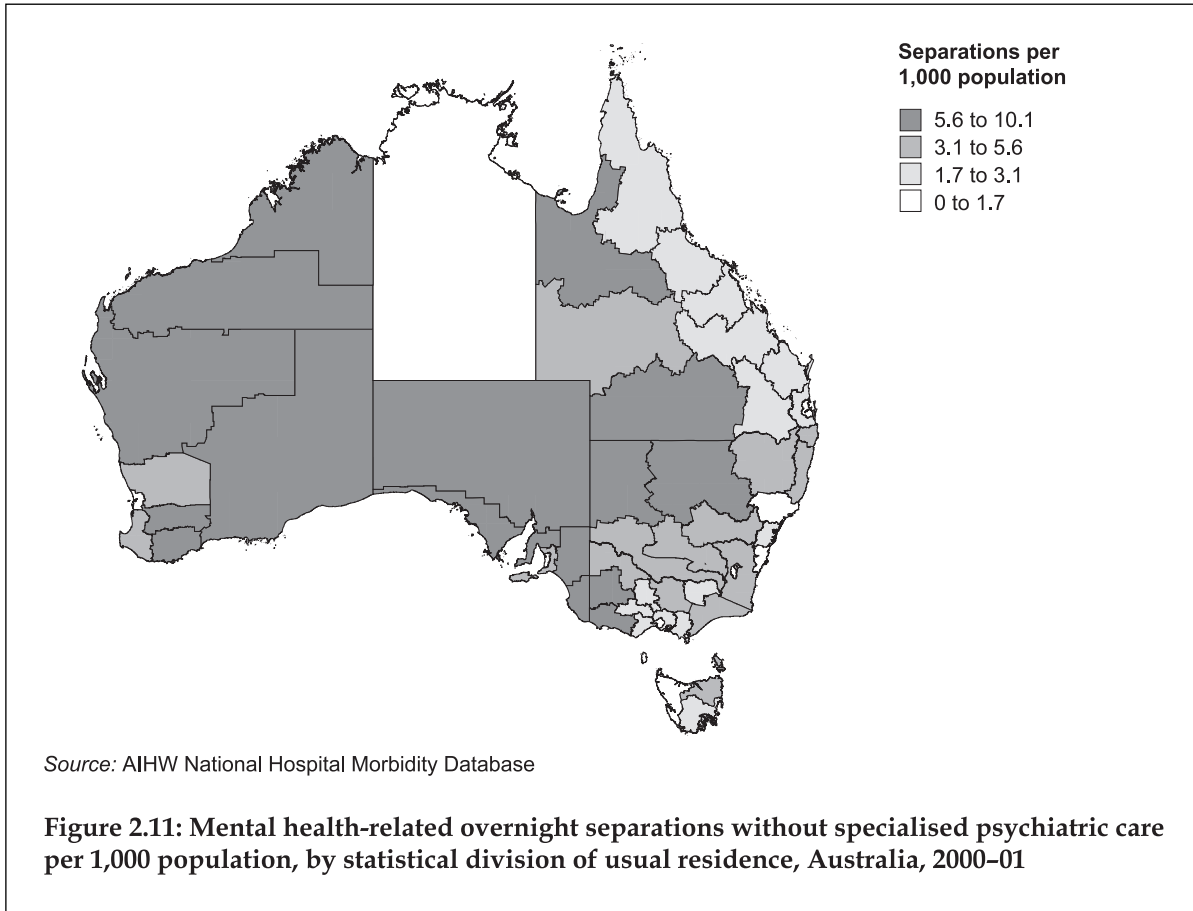 Separations per
1,000 population
5.6 to 10.1
3.1 to 5.6
1.7 to 3.1
0 to 1.7
Source: AIHW National Hospital Morbidity Database
Figure 2.11: Mental health-related overnight separations without specialised psychiatric care
per 1,000 population, by statistical division of usual residence, Australia, 2000–01